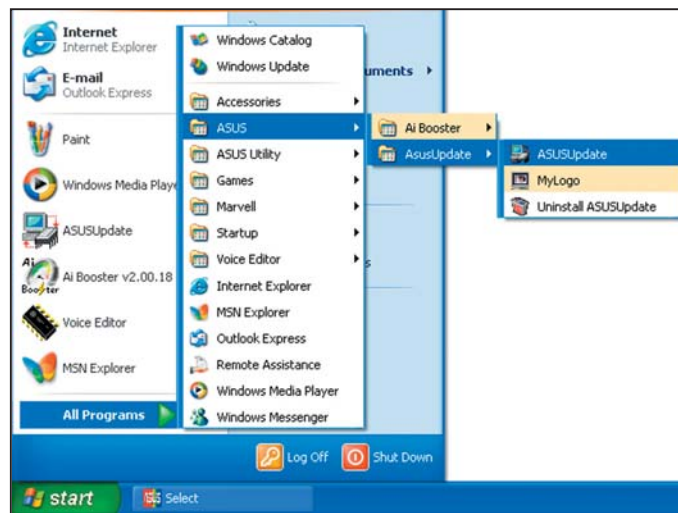 Internet
Internet Explorer
E-mail
Outlook Express
Paint
Windows Media Playe
ASUSUpdate
Ai Booster
Ai Booster v2.00.18
Voice Editor
MSN Explorer
All Programs
Windows Catalog
Windows Update
Accessories
ASUS
ASUS Utility
Games
Marvell
Startup
Voice Editor
Internet Explorer
MSN Explorer
Outlook Express
Remote Assistance
Windows Media Player
Windows Messenger
uments
s
Ai Booster
AsusUpdate
ASUSUpdate
MyLogo
Uninstall ASUSUpdate
Log Off
Shut Down
start
Select